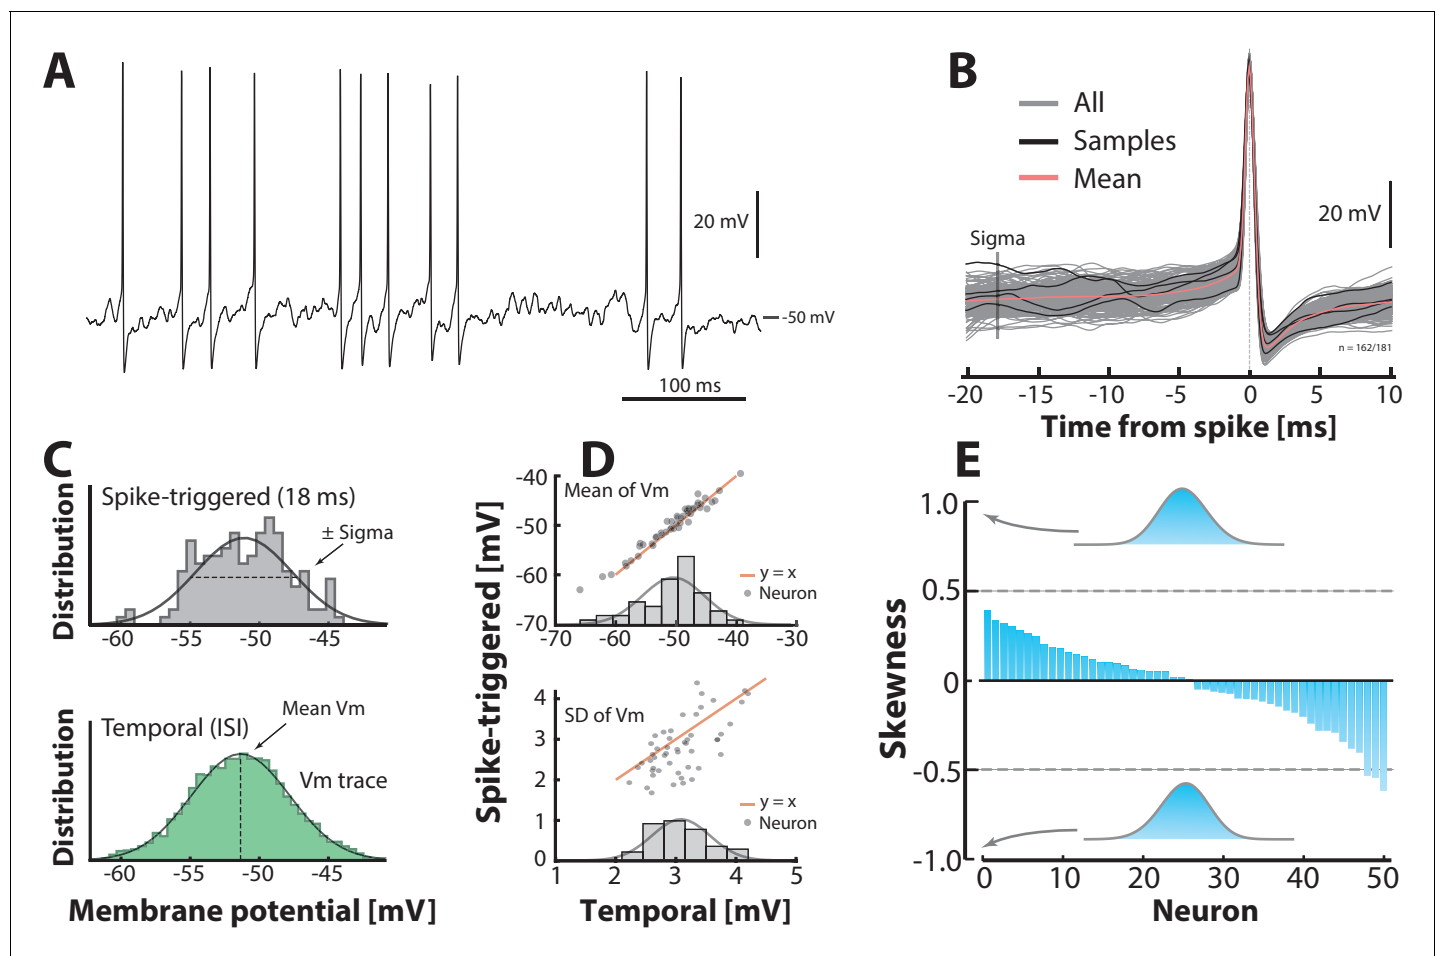 A
20 mV
-50 mV
100 ms
B
All
Samples
Mean
20 mV
Sigma
n = 162/181
-20 -15 -10 -5 0 5 10
Time from spike [ms]
C
Distribution
Spike-triggered (18 ms)
± Sigma
-60 -55 -50 -45
Distribution
Temporal (ISI)
Mean Vm
Vm trace
-60 -55 -50 -45
Membrane potential [mV]
D
Spike-triggered [mV]
-40
Mean of Vm
-50
-60
y = x
Neuron
-70
-70 -60 -50 -40 -30
4
SD of Vm
3
2
y = x
1
Neuron
0
1 2 3 4 5
Temporal [mV]
E
Skewness
1.0
0.5
0
-0.5
-1.0
0 10 20 30 40 50
Neuron